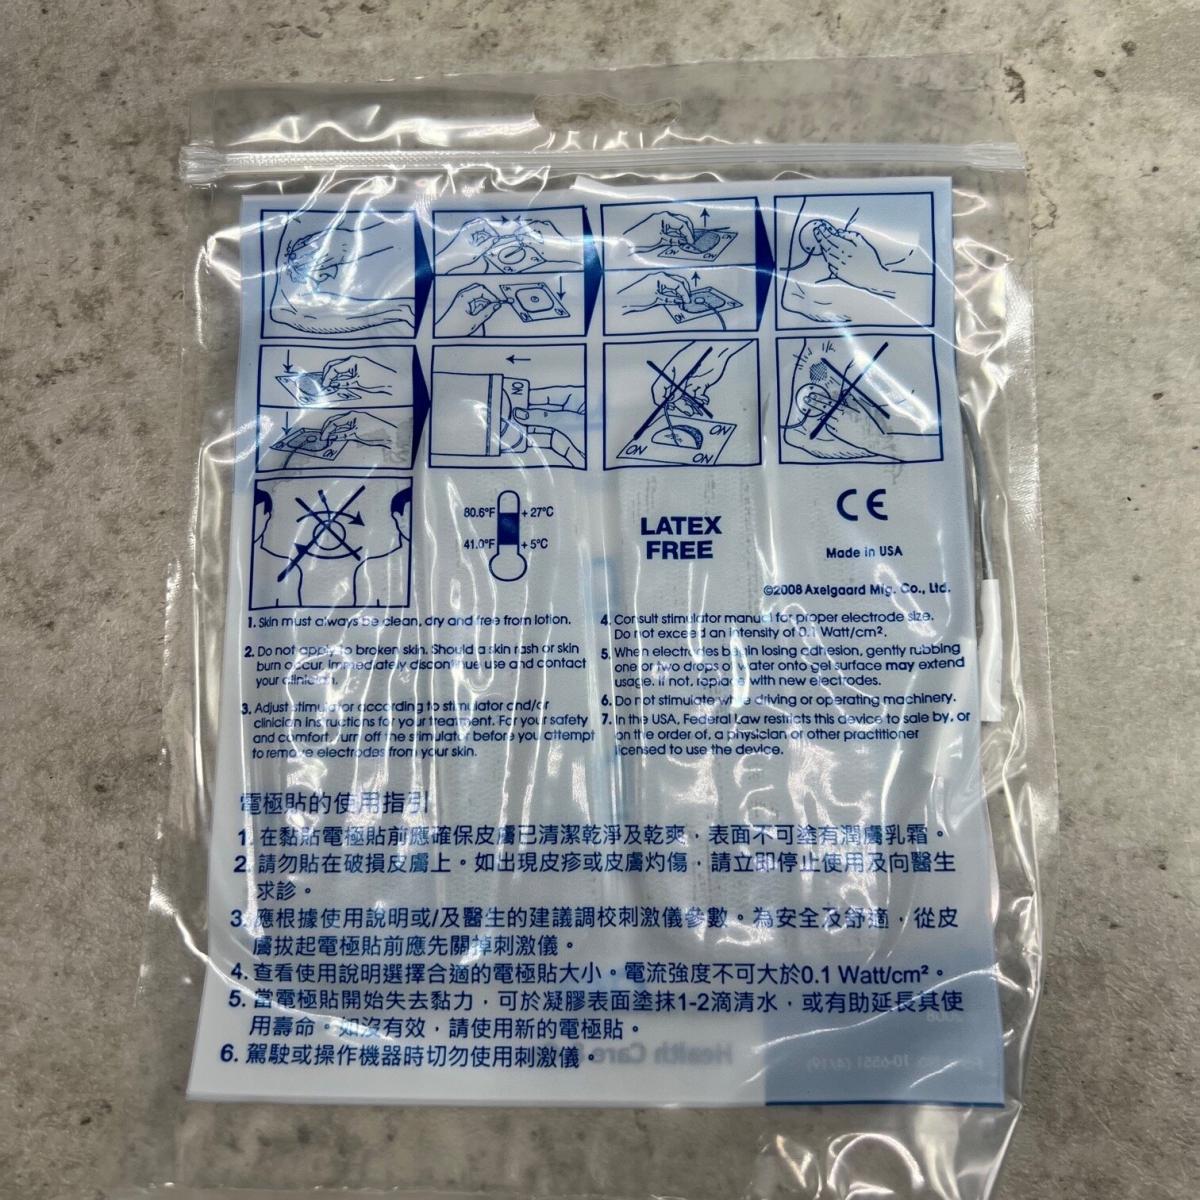 ON
ON
ON
ON
ON
ON
ON
ON
ON
ON
ON
80.6°F
+ 27°C
41.0°F
+ 5°C
LATEX
FREE
CE
Made in USA
©2008 Axelgaard Mfg. Co., Ltd.
1. Skin must always be clean, dry and free from lotion.
2. Do not apply to broken skin. Should a skin rash or skin
burn occur, immediately discontinue use and contact
your clinician.
3. Adjust stimulator according to stimulator and/or
clinician instructions for your treatment. For your safety
and comfort, turn off the stimulator before you attempt
to remove electrodes from your skin.
4. Consult stimulator manual for proper electrode size.
Do not exceed an intensity of 0.1 Watt/cm².
5. When electrodes begin losing adhesion, gently rubbing
one or two drops of water onto gel surface may extend
usage. If not, replace with new electrodes.
6. Do not stimulate while driving or operating machinery.
7. In the USA, Federal Law restricts this device to sale by, or
on the order of, a physician or other practitioner
licensed to use the device.
電極貼的使用指引
1. 在黏貼電極貼前應確保皮膚已清潔乾淨及乾爽，表面不可塗有潤膚乳霜。
2. 請勿貼在破損皮膚上。如出現皮疹或皮膚灼傷，請立即停止使用及向醫生
求診。
3. 應根據使用說明或/及醫生的建議調校刺激儀參數。為安全及舒適，從皮
膚拔起電極貼前應先關掉刺激儀。
4. 查看使用說明選擇合適的電極貼大小。電流強度不可大於0.1 Watt/cm²。
5. 當電極貼開始失去黏力，可於凝膠表面塗抹1-2滴清水，或有助延長其使
用壽命。如沒有效，請使用新的電極貼。
6. 駕駛或操作機器時切勿使用刺激儀。
Health Care
10-6551 (4/19)